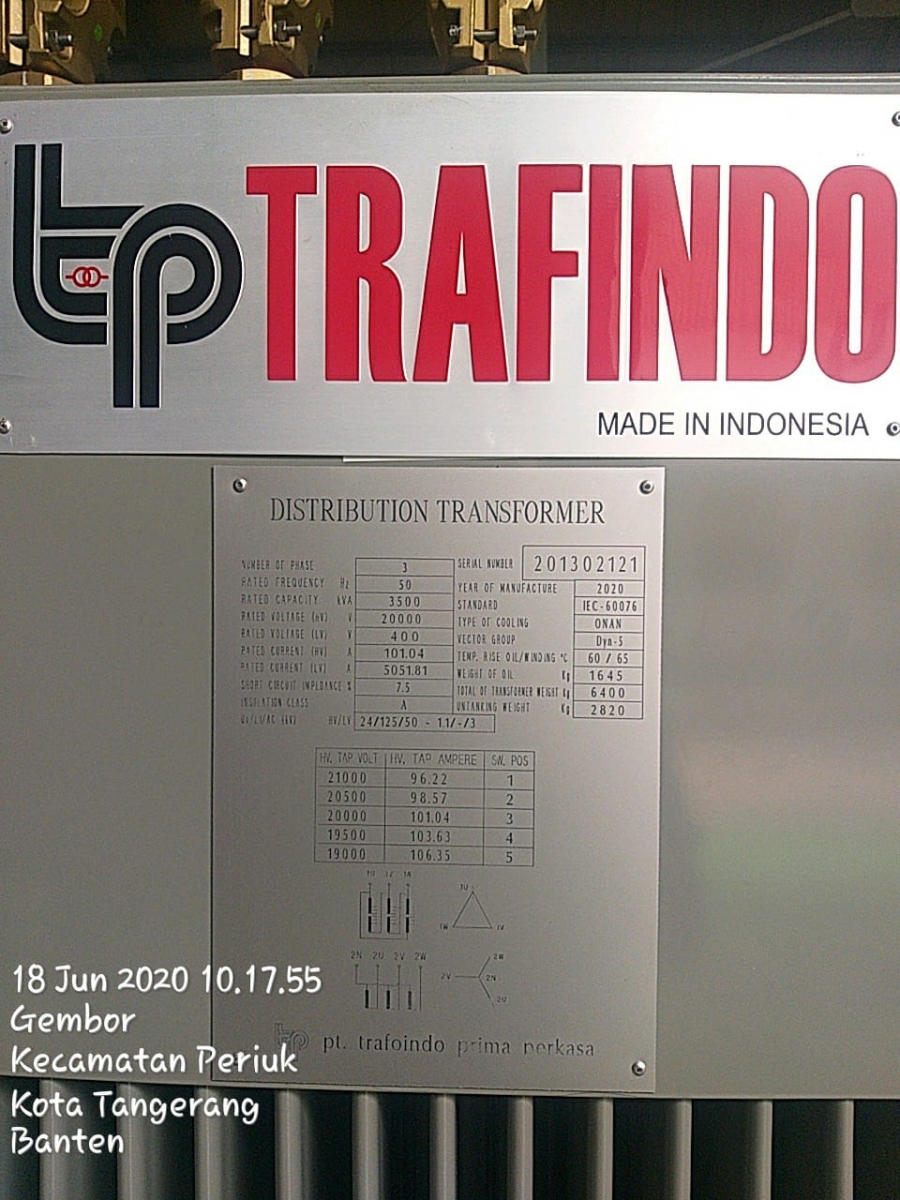 tp TRAFINDO
MADE IN INDONESIA
DISTRIBUTION TRANSFORMER
NUMBER OF PHASE 3
RATED FREQUENCY Hz 50
RATED CAPACITY kVA 3500
RATED VOLTAGE (HV) V 20000
RATED VOLTAGE (LV) V 400
RATED CURRENT (HV) A 101.04
RATED CURRENT (LV) A 5051.81
SHORT CIRCUIT IMPEDANCE % 7.5
INSULATION CLASS A
HV/LV 24/125/50 - 1.1/-/3
SERIAL NUMBER 201302121
YEAR OF MANUFACTURE 2020
STANDARD IEC-60076
TYPE OF COOLING ONAN
VECTOR GROUP Dyn-5
TEMP. RISE OIL/WINDING °C 60 / 65
WEIGHT OF OIL Kg 1645
TOTAL OF TRANSFORMER WEIGHT Kg 6400
UNTANKING WEIGHT Kg 2820
HV. TAP VOLT HV. TAP AMPERE SW. POS
21000 96.22 1
20500 98.57 2
20000 101.04 3
19500 103.63 4
19000 106.35 5
1U
1W 1V
2N 2U 2V 2W
2W
2V 2N
2U
tp pt. trafoindo prima perkasa
18 Jun 2020 10.17.55
Gembor
Kecamatan Periuk
Kota Tangerang
Banten